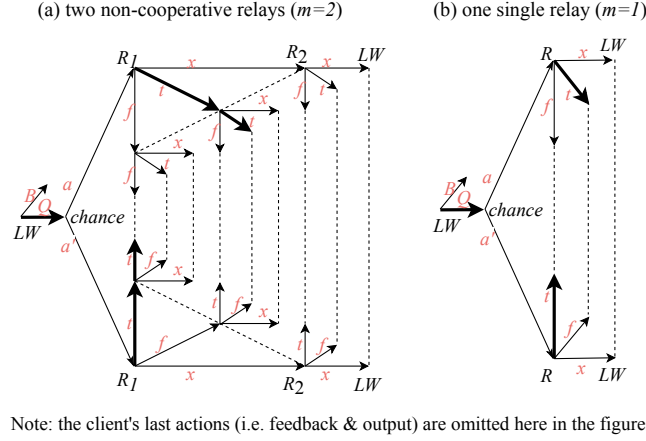 (a) two non-cooperative relays (m=2)
(b) one single relay (m=1)
R1 x R2 x LW
t f f t
x
f t x
f t
a
B Q chance
LW
a'
t f x
t f x
t f t f
R1 x R2 x LW
R x LW
f t
a
B Q chance
LW
a'
t f
R x LW
Note: the client's last actions (i.e. feedback & output) are omitted here in the figure